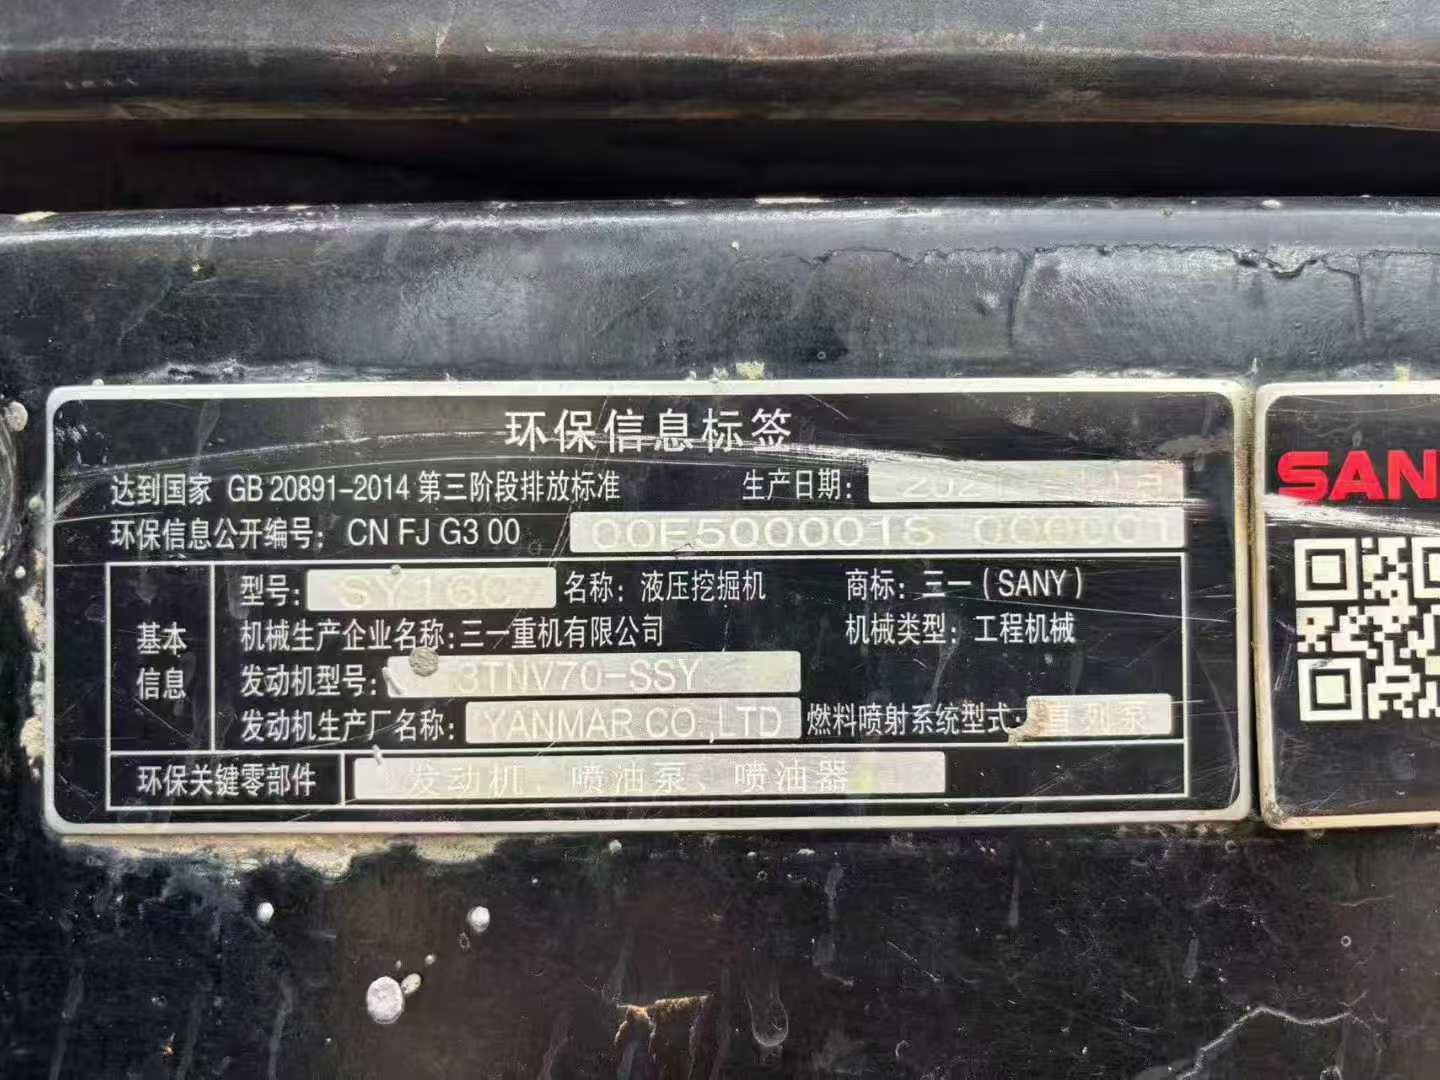 环保信息标签
达到国家 GB 20891-2014 第三阶段排放标准 生产日期:
环保信息公开编号: CN FJ G3 00 00E500001S 000001
型号: SY16C 名称: 液压挖掘机 商标: 三一(SANY)
基本信息
机械生产企业名称:三一重机有限公司 机械类型: 工程机械
发动机型号: 3TNV70-SSY
发动机生产厂名称: YANMAR CO.,LTD 燃料喷射系统型式: 直列泵
环保关键零部件 发动机、喷油泵、喷油器
SANY